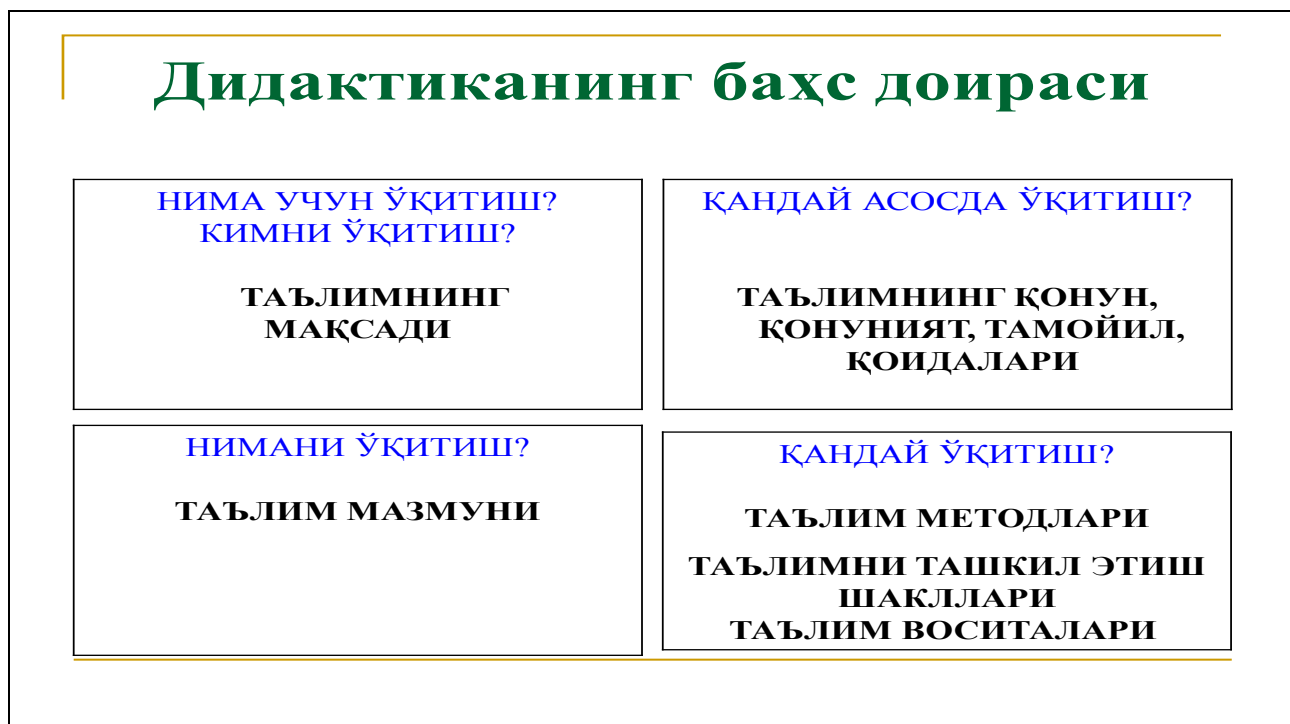 Дидактиканинг баҳс доираси
НИМА УЧУН ЎҚИТИШ?
КИМНИ ЎҚИТИШ?
ТАЪЛИМНИНГ
МАҚСАДИ
ҚАНДАЙ АСОСДА ЎҚИТИШ?
ТАЪЛИМНИНГ ҚОНУН,
ҚОНУНИЯТ, ТАМОЙИЛ,
ҚОИДАЛАРИ
НИМАНИ ЎҚИТИШ?
ТАЪЛИМ МАЗМУНИ
ҚАНДАЙ ЎҚИТИШ?
ТАЪЛИМ МЕТОДЛАРИ
ТАЪЛИМНИ ТАШКИЛ ЭТИШ
ШАКЛЛАРИ
ТАЪЛИМ ВОСИТАЛАРИ